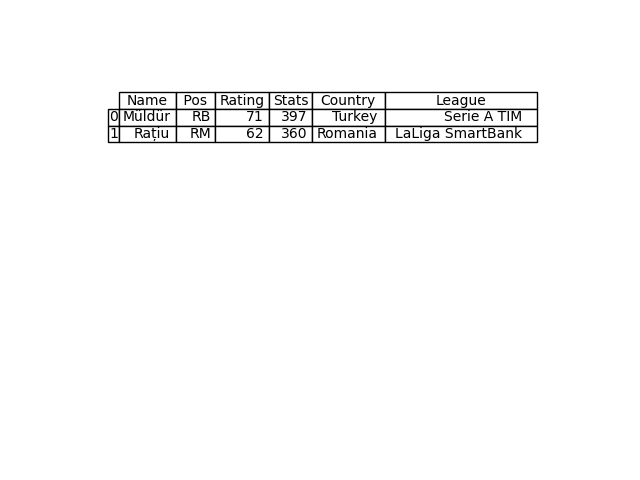 Name Pos Rating Stats Country League
0 Müldür RB 71 397 Turkey Serie A TIM
1 Rațiu RM 62 360 Romania LaLiga SmartBank